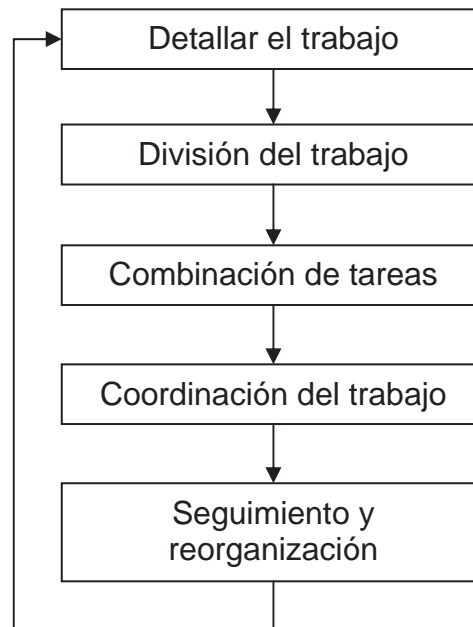 Detallar el trabajo
División del trabajo
Combinación de tareas
Coordinación del trabajo
Seguimiento y
reorganización